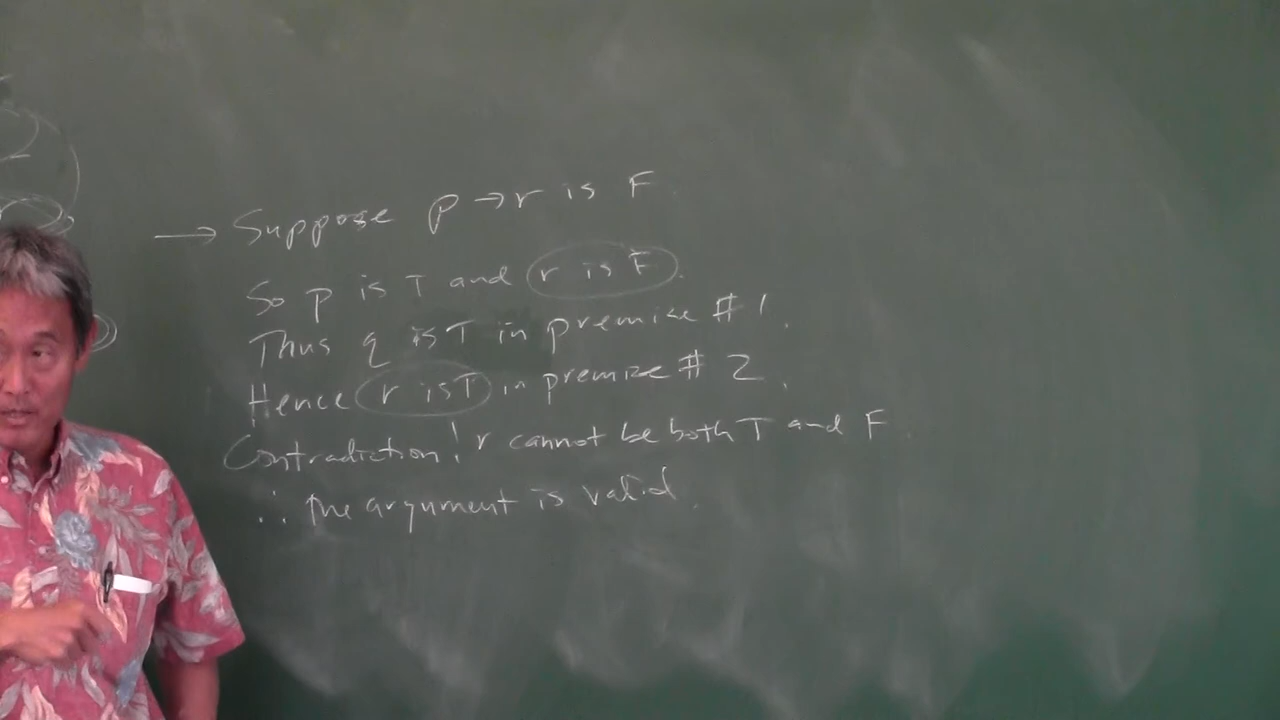 → Suppose p → r is F.
So p is T and r is F.
Thus q is T in premise #1.
Hence r is T in premise #2.
Contradiction! r cannot be both T and F.
∴ the argument is valid.